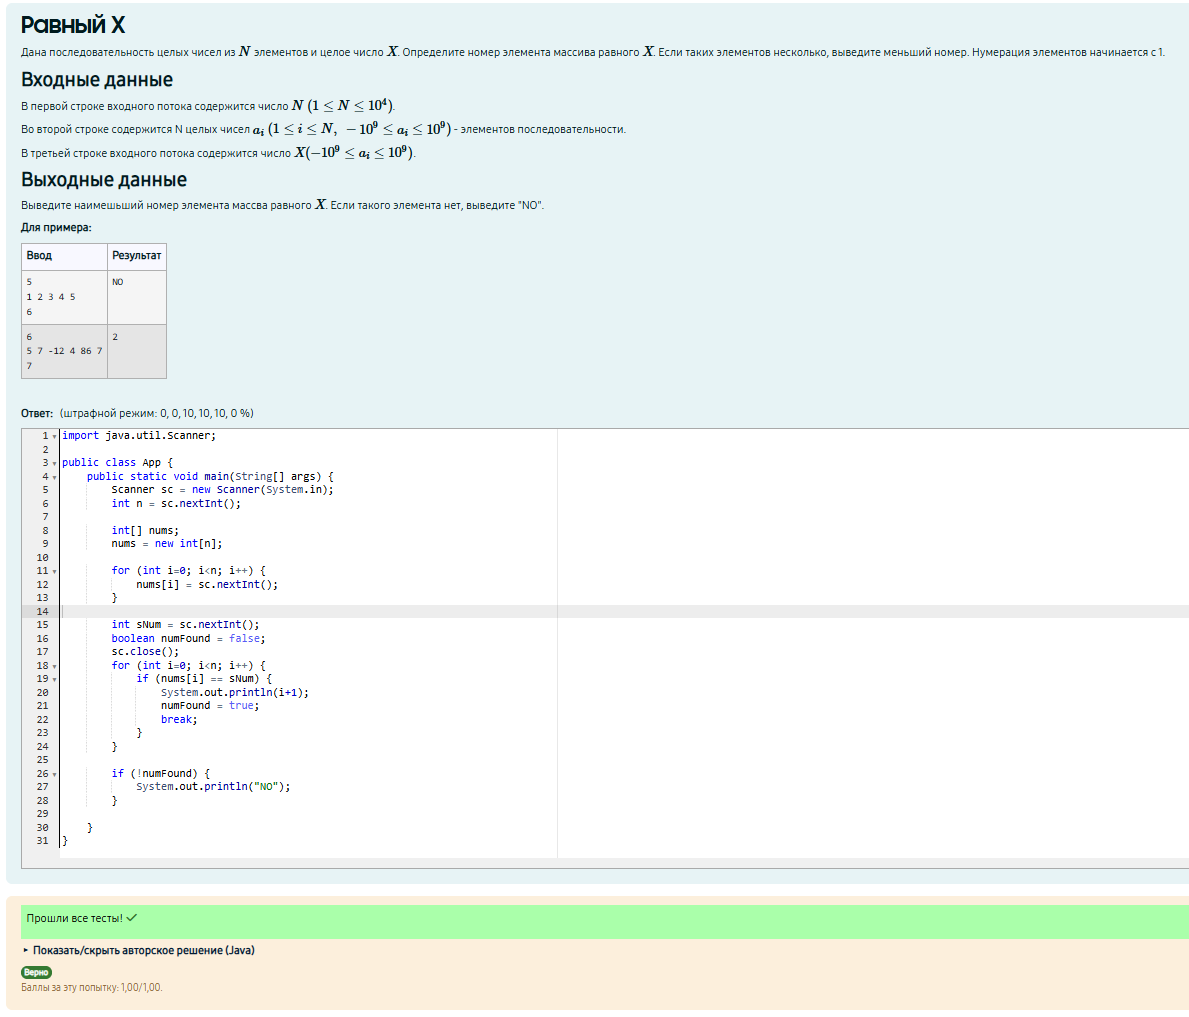 Равный X
Дана последовательность целых чисел из N элементов и целое число X. Определите номер элемента массива равного X. Если таких элементов несколько, выведите меньший номер. Нумерация элементов начинается с 1.
Входные данные
В первой строке входного потока содержится число N (1 ≤ N ≤ 10⁴).
Во второй строке содержится N целых чисел aᵢ (1 ≤ i ≤ N, −10⁹ ≤ aᵢ ≤ 10⁹) - элементов последовательности.
В третьей строке входного потока содержится число X(−10⁹ ≤ aᵢ ≤ 10⁹).
Выходные данные
Выведите наимешьший номер элемента массва равного X. Если такого элемента нет, выведите "NO".
Для примера:
Ввод Результат
5 NO
1 2 3 4 5
6
6 2
5 7 -12 4 86 7
7
Ответ: (штрафной режим: 0, 0, 10, 10, 10, 0 %)
1 import java.util.Scanner;
2
3 public class App {
4 public static void main(String[] args) {
5 Scanner sc = new Scanner(System.in);
6 int n = sc.nextInt();
7
8 int[] nums;
9 nums = new int[n];
10
11 for (int i=0; i<n; i++) {
12 nums[i] = sc.nextInt();
13 }
14
15 int sNum = sc.nextInt();
16 boolean numFound = false;
17 sc.close();
18 for (int i=0; i<n; i++) {
19 if (nums[i] == sNum) {
20 System.out.println(i+1);
21 numFound = true;
22 break;
23 }
24 }
25
26 if (!numFound) {
27 System.out.println("NO");
28 }
29
30 }
31 }
Прошли все тесты! ✓
Показать/скрыть авторское решение (Java)
Верно
Баллы за эту попытку: 1,00/1,00.